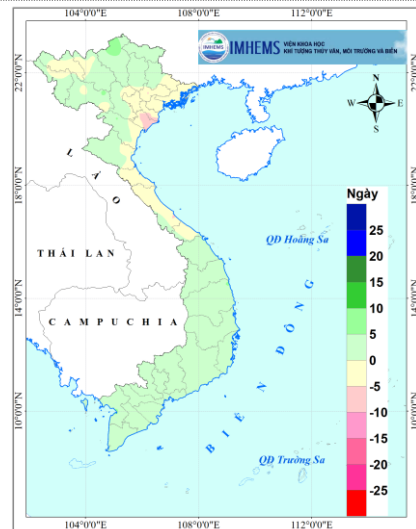 104°0'0"E 108°0'0"E 112°0'0"E
IMHEMS VIỆN KHOA HỌC
KHÍ TƯỢNG THỦY VĂN, MÔI TRƯỜNG VÀ BIỂN
22°0'0"N 22°0'0"N
N
W E
S
LÀO
18°0'0"N 18°0'0"N
Ngày
25
20
15
10
5
0
-5
-10
-15
-20
-25
QĐ Hoàng Sa
THÁI LAN
14°0'0"N 14°0'0"N
CAMPUCHIA
BIỂN ĐÔNG
10°0'0"N 10°0'0"N
QĐ Trường Sa
104°0'0"E 108°0'0"E 112°0'0"E